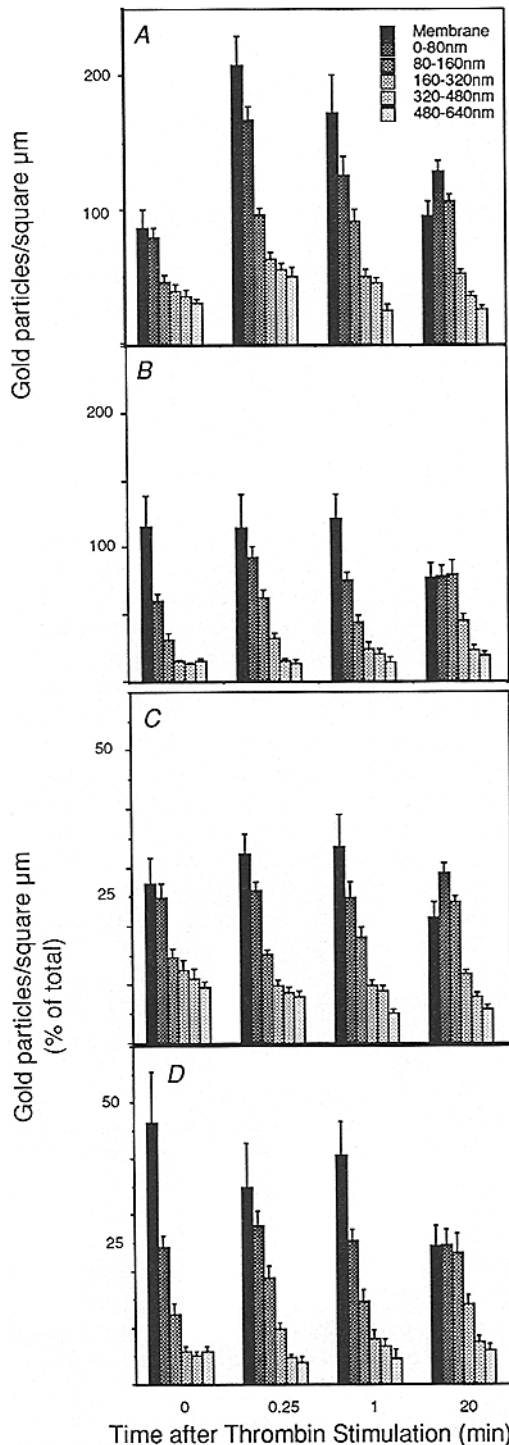 A
Membrane
0-80nm
80-160nm
160-320nm
320-480nm
480-640nm
200
100
Gold particles/square µm
B
200
100
C
50
25
Gold particles/square µm
(% of total)
D
50
25
0 0.25 1 20
Time after Thrombin Stimulation (min)